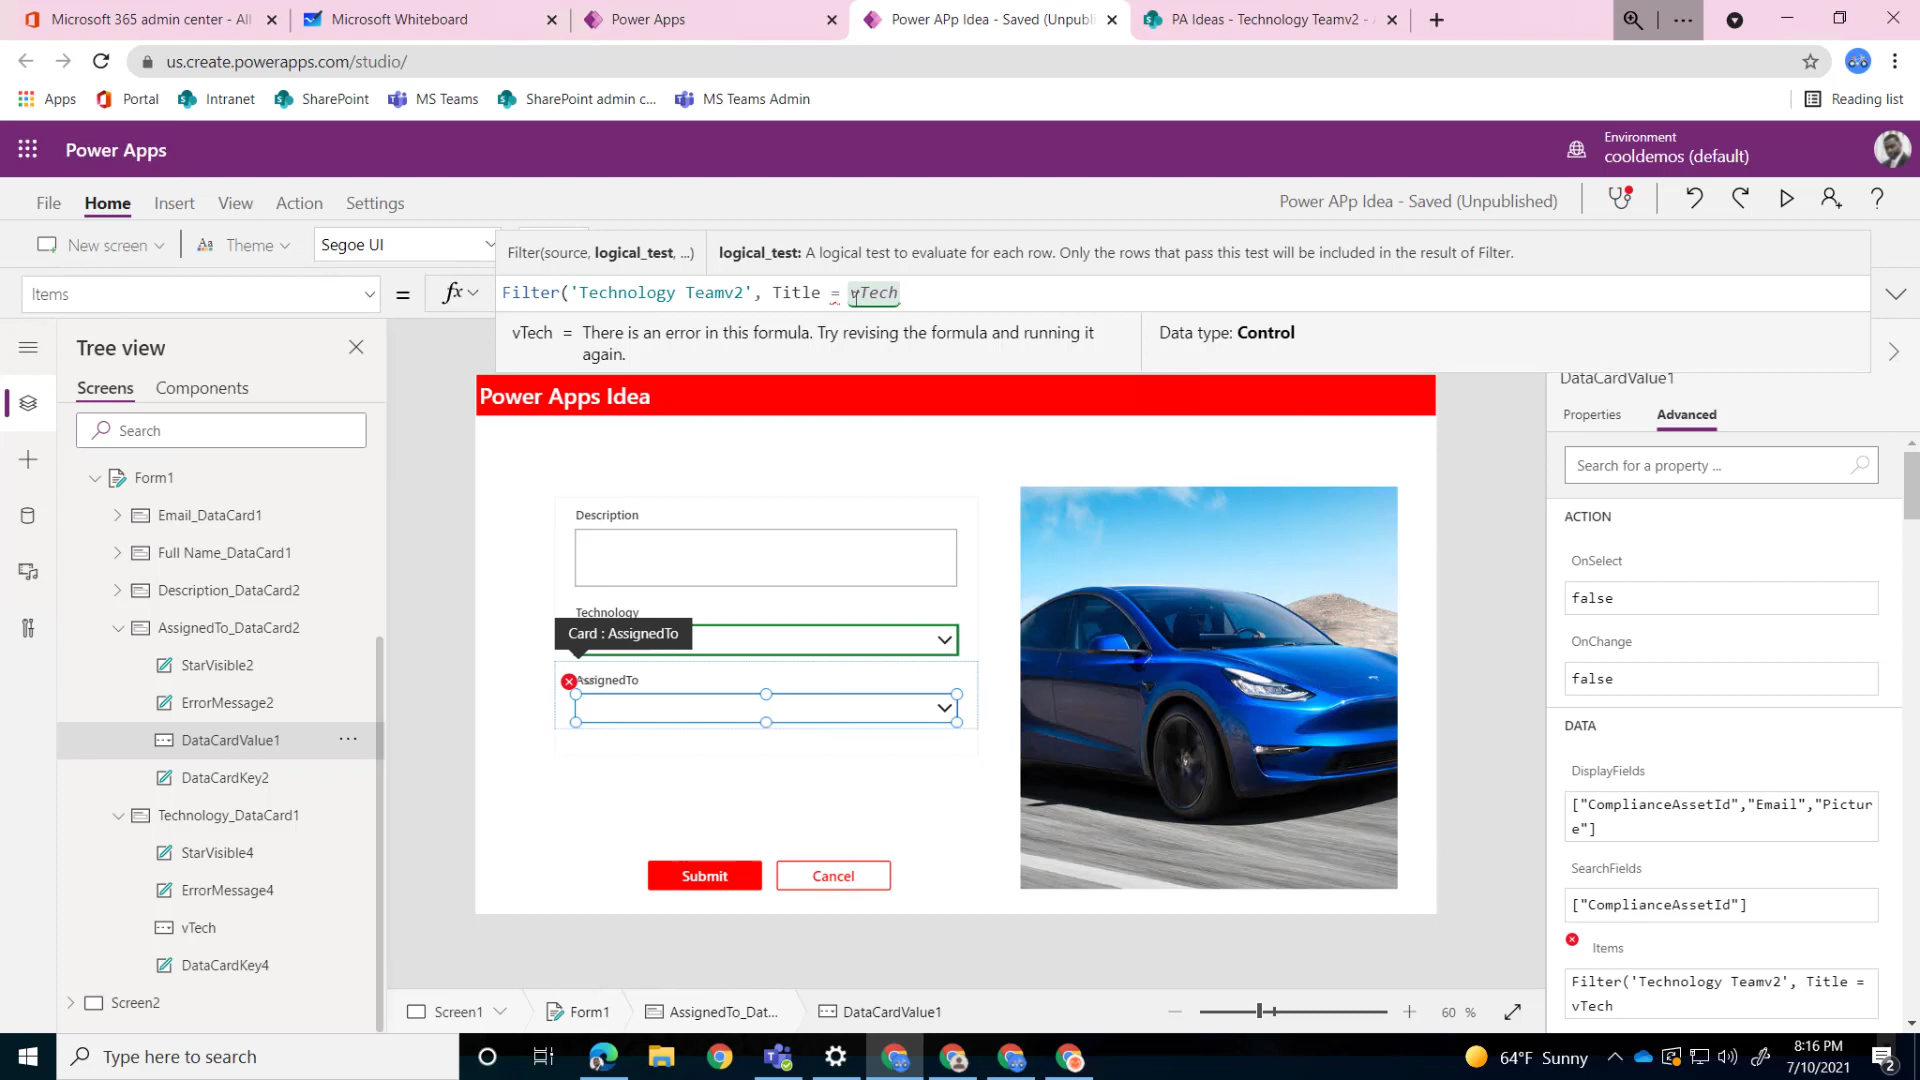 Microsoft 365 admin center - All
Microsoft Whiteboard
Power Apps
Power APp Idea - Saved (Unpubli
PA Ideas - Technology Teamv2 -
us.create.powerapps.com/studio/
Apps
Portal
Intranet
SharePoint
MS Teams
SharePoint admin c...
MS Teams Admin
Reading list
Power Apps
Environment
cooldemos (default)
File
Home
Insert
View
Action
Settings
Power APp Idea - Saved (Unpublished)
New screen
Theme
Segoe UI
Filter(source, logical_test, ...)
logical_test: A logical test to evaluate for each row. Only the rows that pass this test will be included in the result of Filter.
Items
=
fx
Filter('Technology Teamv2', Title = vTech
vTech = There is an error in this formula. Try revising the formula and running it
again.
Data type: Control
Tree view
Screens
Components
Search
Form1
Email_DataCard1
Full Name_DataCard1
Description_DataCard2
AssignedTo_DataCard2
StarVisible2
ErrorMessage2
DataCardValue1
DataCardKey2
Technology_DataCard1
StarVisible4
ErrorMessage4
vTech
DataCardKey4
Screen2
Power Apps Idea
Description
Technology
Card : AssignedTo
AssignedTo
Submit
Cancel
DataCardValue1
Properties
Advanced
Search for a property ...
ACTION
OnSelect
false
OnChange
false
DATA
DisplayFields
["ComplianceAssetId","Email","Pictur
e"]
SearchFields
["ComplianceAssetId"]
Items
Filter('Technology Teamv2', Title =
vTech
Screen1
Form1
AssignedTo_Dat...
DataCardValue1
60 %
Type here to search
64°F Sunny
8:16 PM
7/10/2021
2